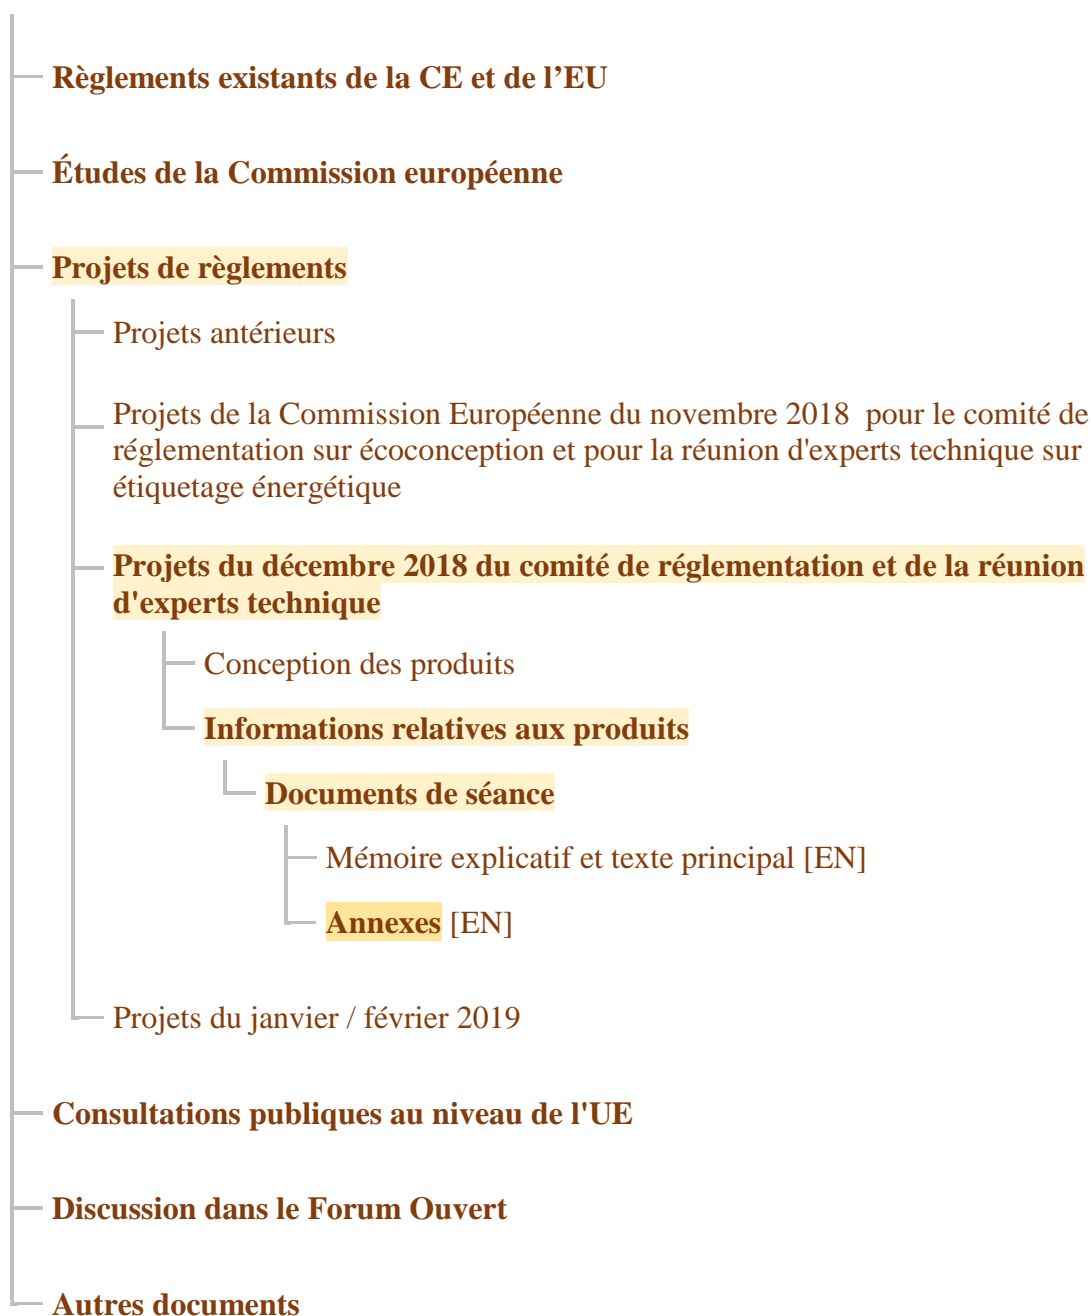 Règlements existants de la CE et de l’EU
Études de la Commission européenne
Projets de règlements
Projets antérieurs
Projets de la Commission Européenne du novembre 2018  pour le comité de
réglementation sur écoconception et pour la réunion d'experts technique sur
étiquetage énergétique
Projets du décembre 2018 du comité de réglementation et de la réunion
d'experts technique
Conception des produits
Informations relatives aux produits
Documents de séance
Mémoire explicatif et texte principal [EN]
Annexes [EN]
Projets du janvier / février 2019
Consultations publiques au niveau de l'UE
Discussion dans le Forum Ouvert
Autres documents